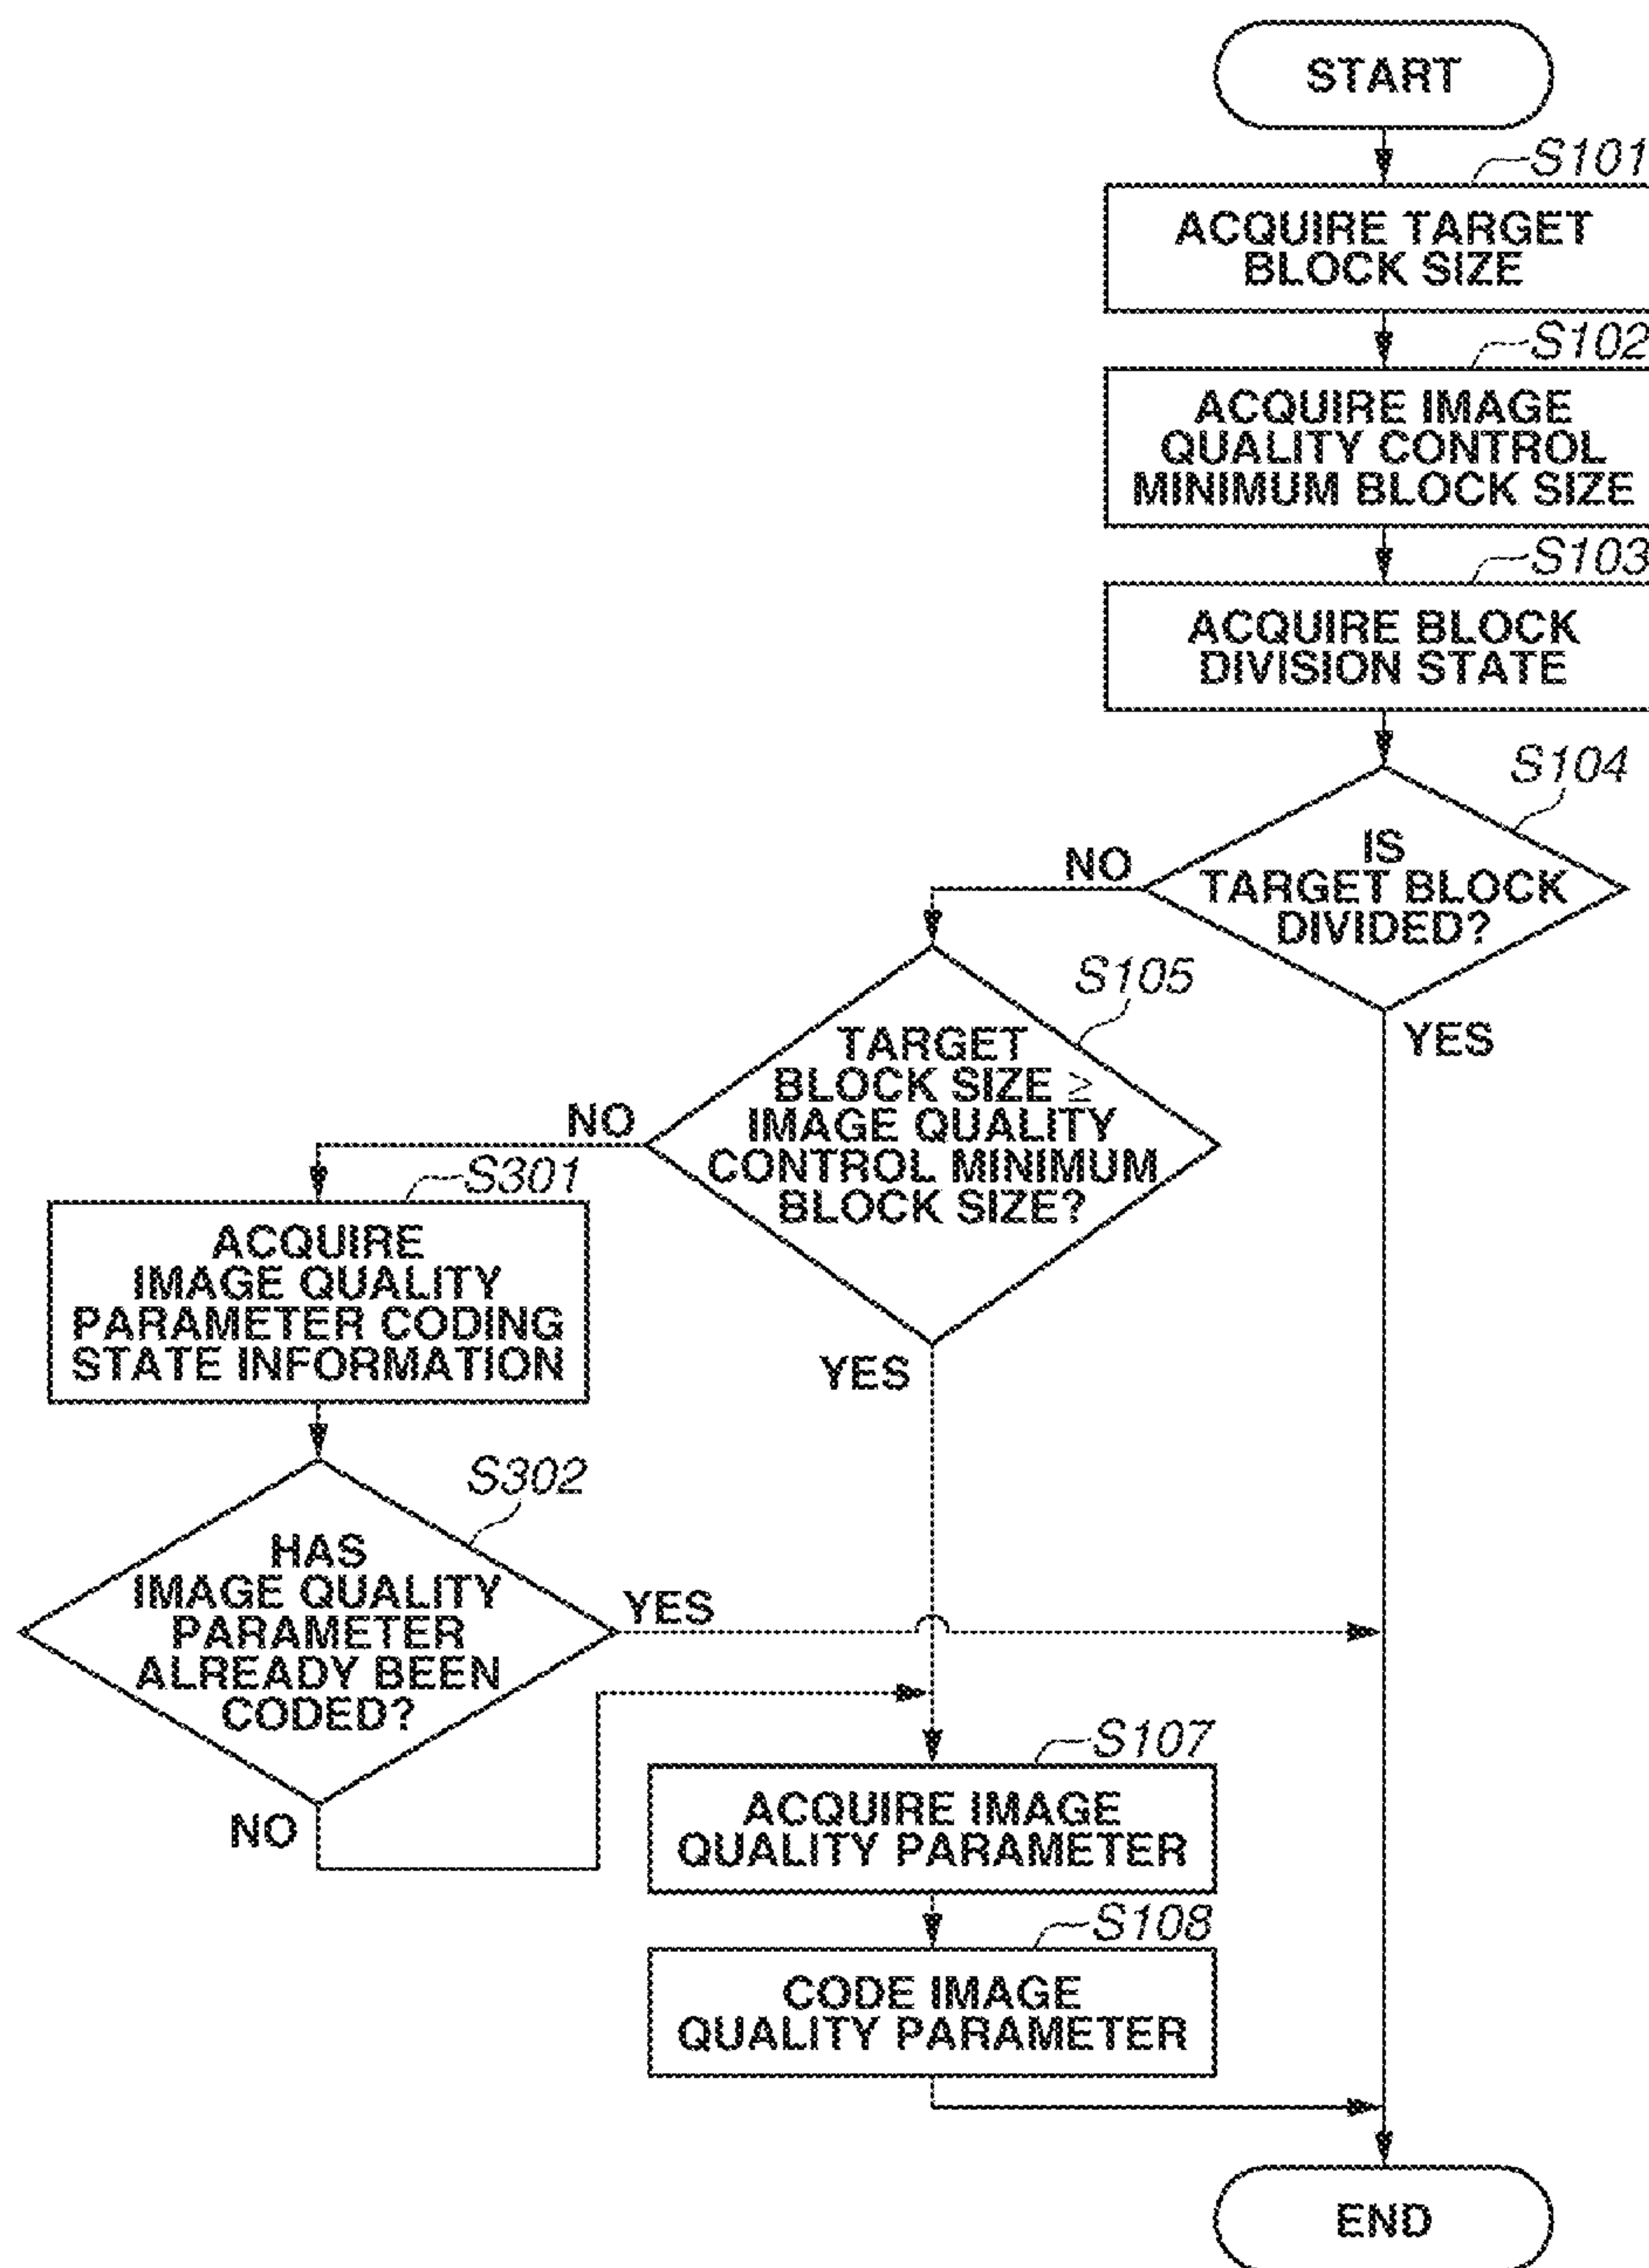 START
S101
ACQUIRE TARGET
BLOCK SIZE
S102
ACQUIRE IMAGE
QUALITY CONTROL
MINIMUM BLOCK SIZE
S103
ACQUIRE BLOCK
DIVISION STATE
S104
IS
TARGET BLOCK
DIVIDED?
NO
YES
S105
TARGET
BLOCK SIZE ≥
IMAGE QUALITY
CONTROL MINIMUM
BLOCK SIZE?
NO
YES
S301
ACQUIRE
IMAGE QUALITY
PARAMETER CODING
STATE INFORMATION
S302
HAS
IMAGE QUALITY
PARAMETER
ALREADY BEEN
CODED?
YES
NO
S107
ACQUIRE IMAGE
QUALITY PARAMETER
S108
CODE IMAGE
QUALITY PARAMETER
END